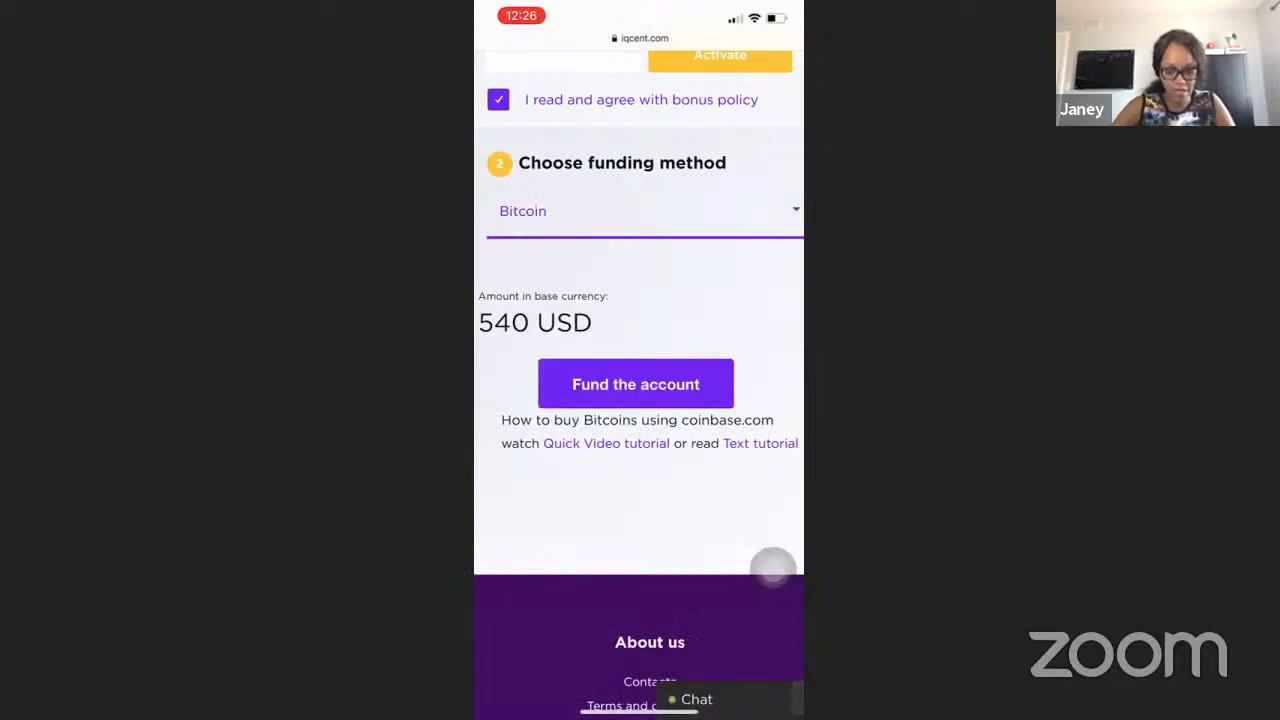 12:26
iqcent.com
Activate
I read and agree with bonus policy
2 Choose funding method
Bitcoin
Amount in base currency:
540 USD
Fund the account
How to buy Bitcoins using coinbase.com
watch Quick Video tutorial or read Text tutorial
About us
Contacts
Terms and c
Chat
Janey
zoom